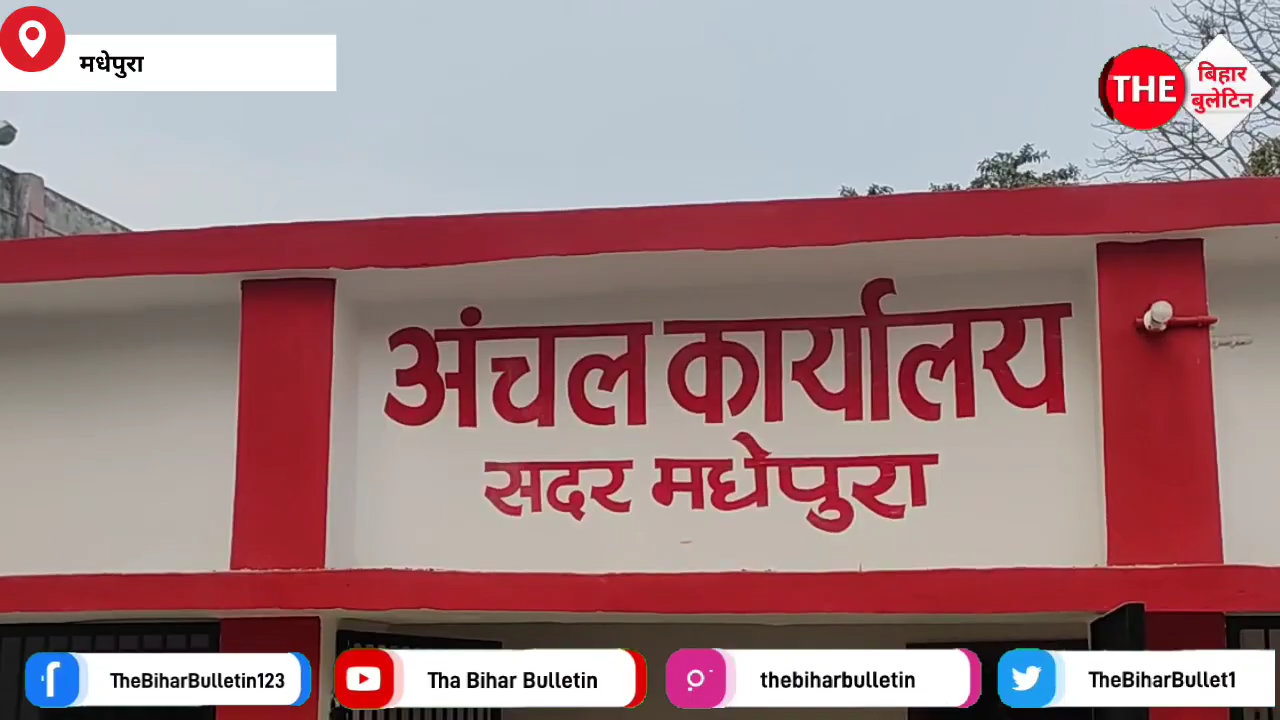 मधेपुरा
THE
बिहार
बुलेटिन
अंचल कार्यालय
सदर मधेपुरा
TheBiharBulletin123
Tha Bihar Bulletin
thebiharbulletin
TheBiharBullet1